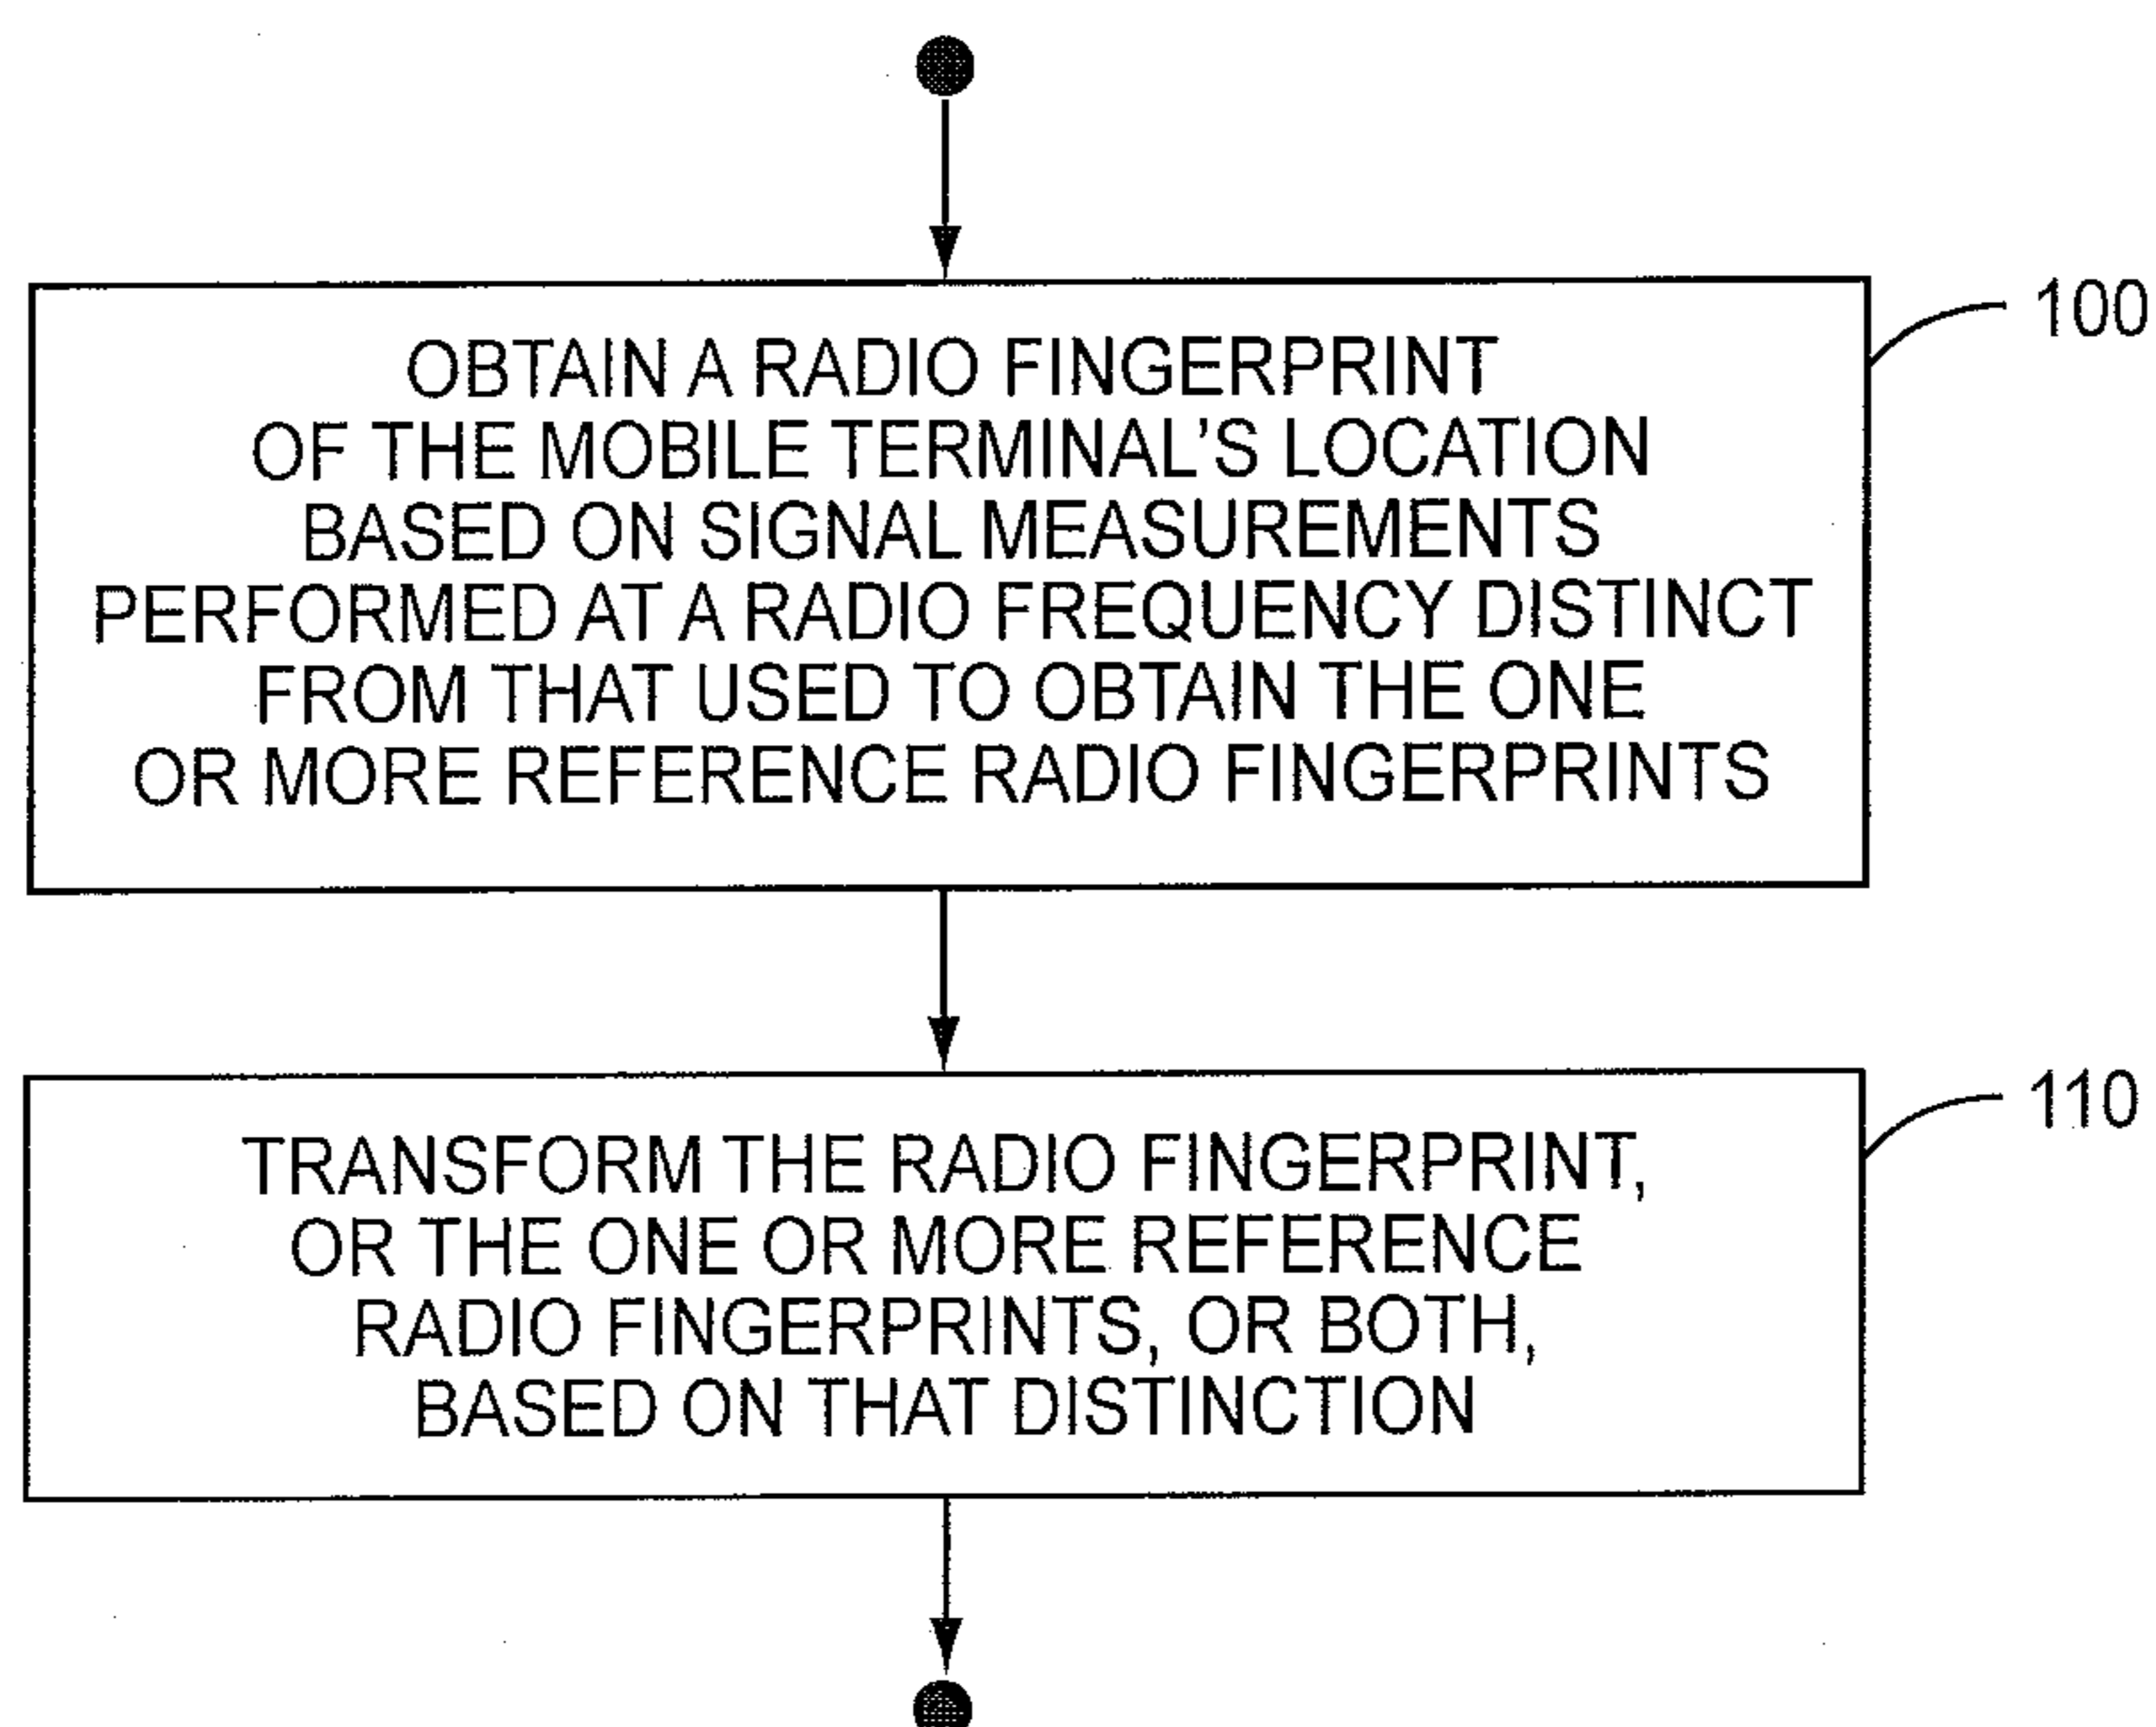 100
OBTAIN A RADIO FINGERPRINT
OF THE MOBILE TERMINAL'S LOCATION
BASED ON SIGNAL MEASUREMENTS
PERFORMED AT A RADIO FREQUENCY DISTINCT
FROM THAT USED TO OBTAIN THE ONE
OR MORE REFERENCE RADIO FINGERPRINTS
110
TRANSFORM THE RADIO FINGERPRINT,
OR THE ONE OR MORE REFERENCE
RADIO FINGERPRINTS, OR BOTH,
BASED ON THAT DISTINCTION